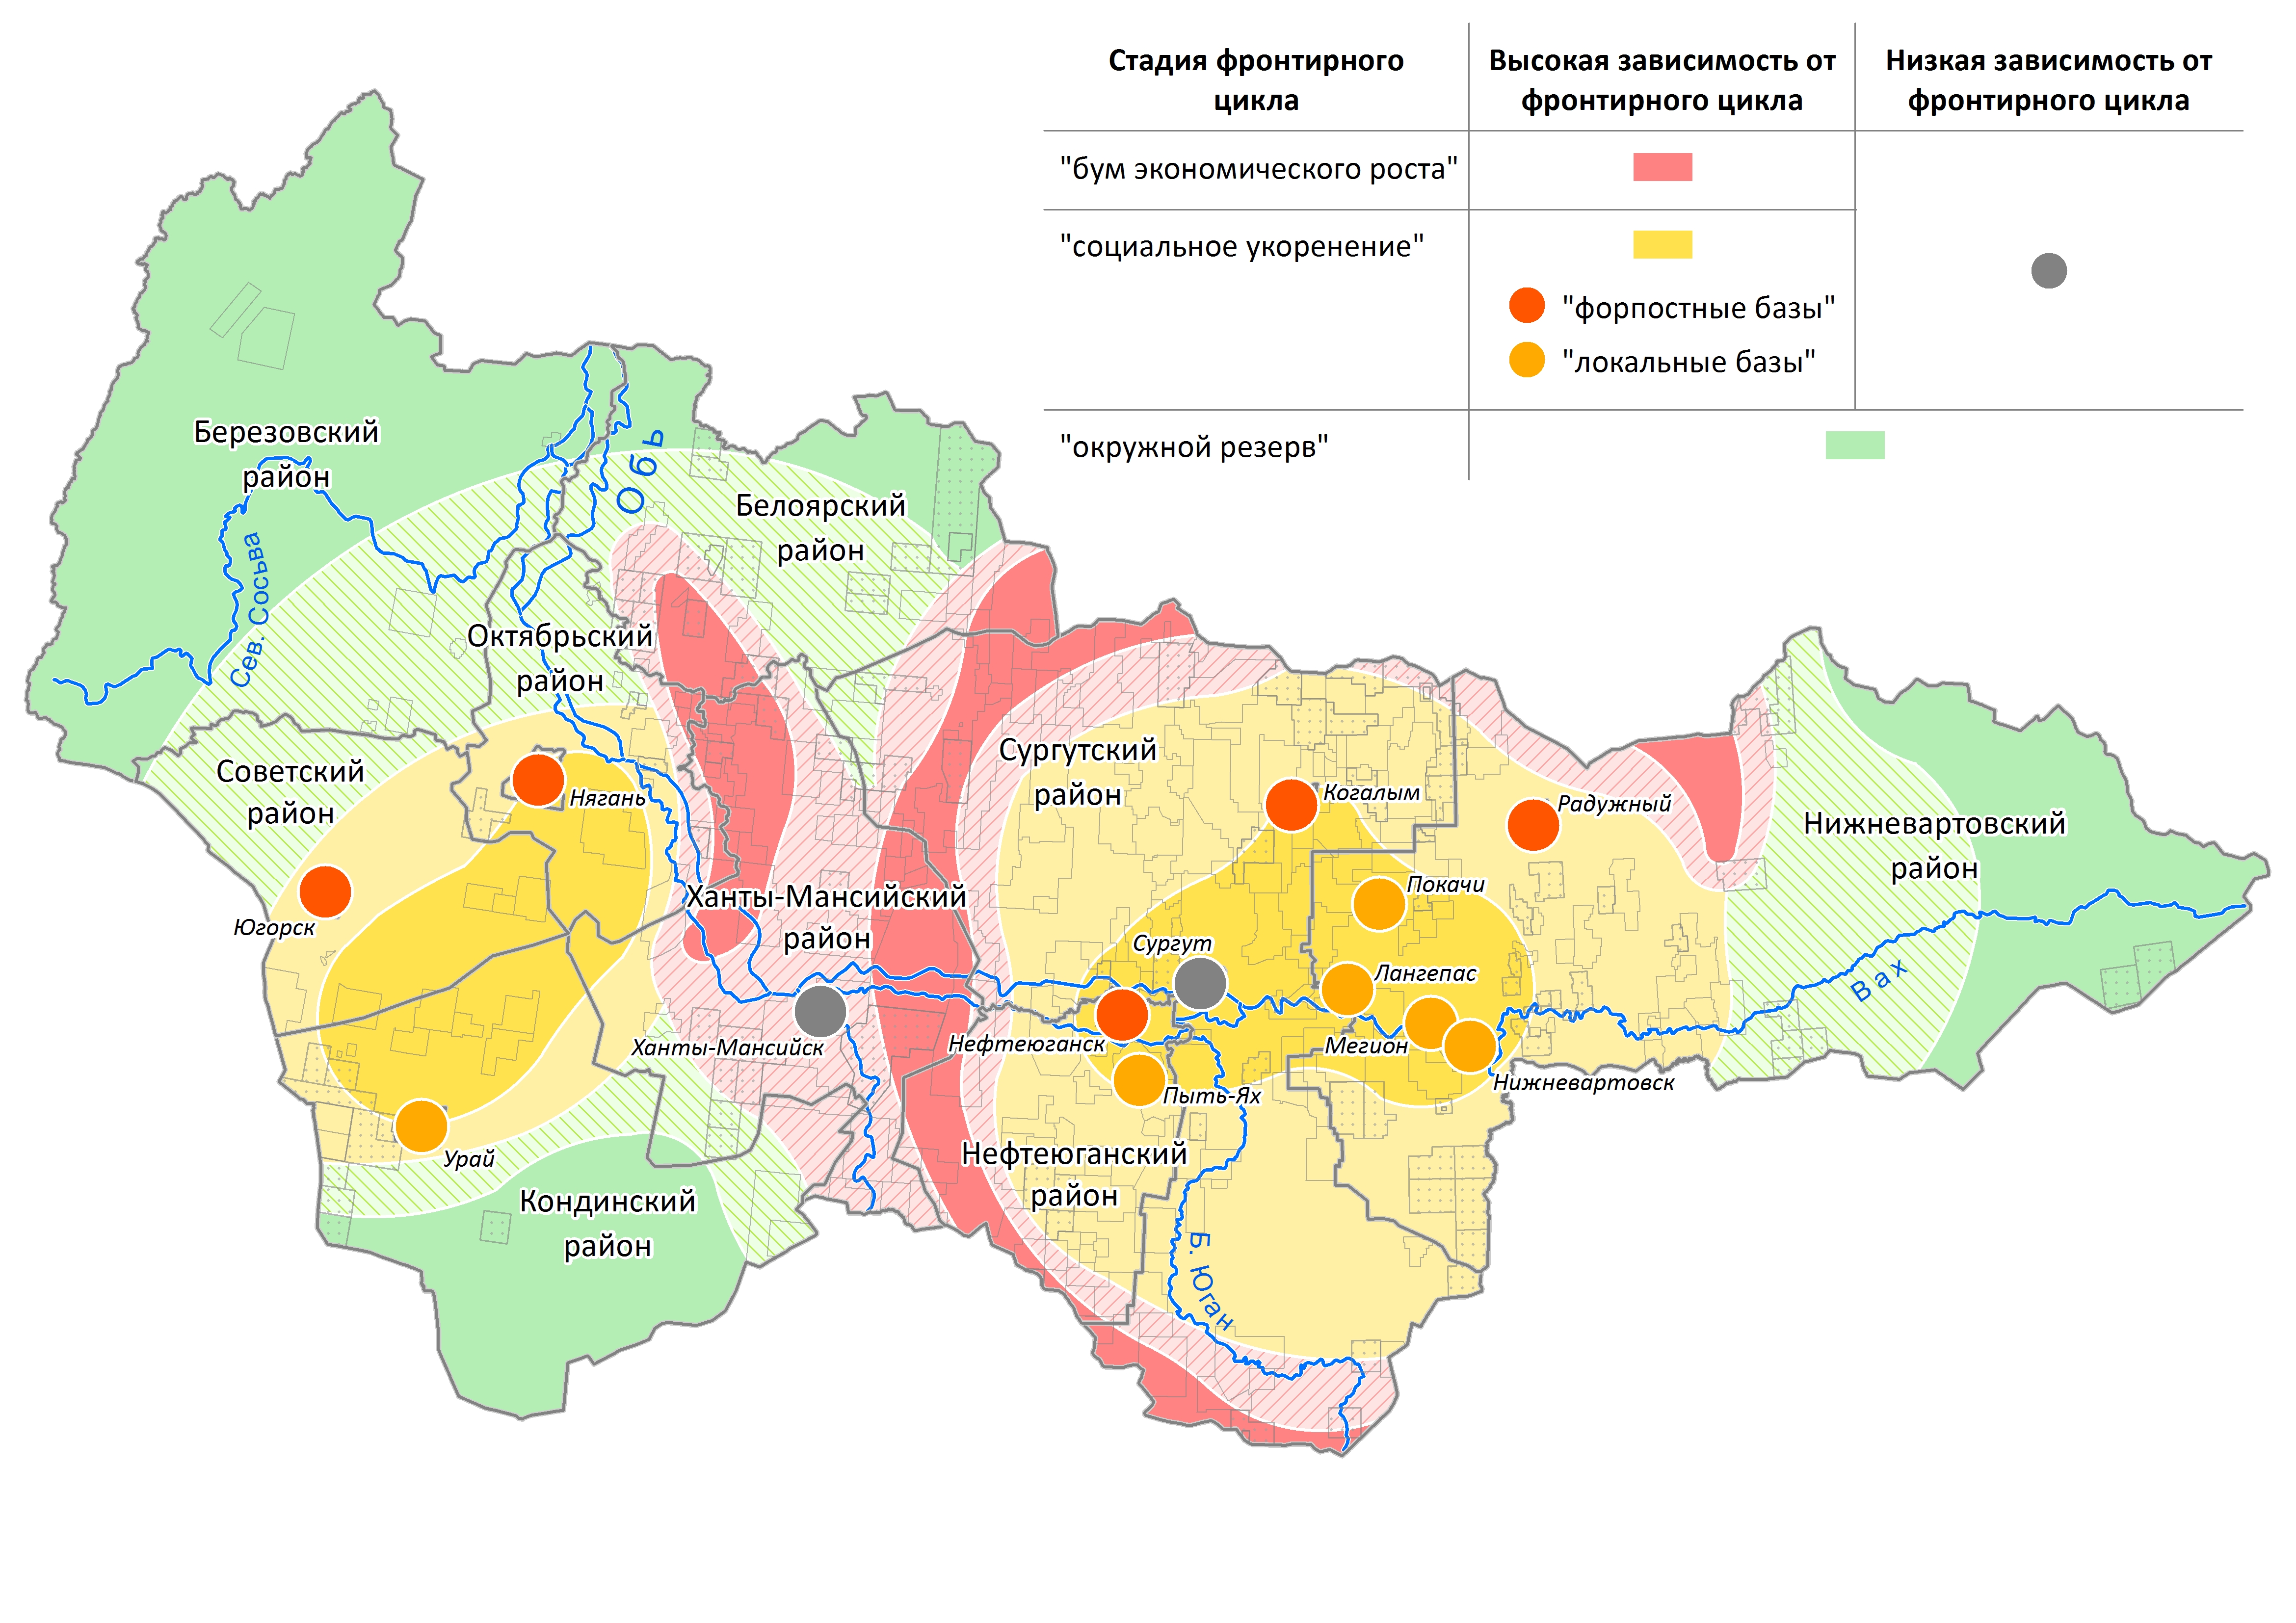 Стадия фронтирного
цикла
Высокая зависимость от
фронтирного цикла
Низкая зависимость от
фронтирного цикла
"бум экономического роста"
"социальное укоренение"
"форпостные базы"
"локальные базы"
"окружной резерв"
Березовский
район
Обь
Белоярский
район
Сев. Сосьва
Октябрьский
район
Советский
район
Нягань
Югорск
Сургутский
район
Когалым
Радужный
Нижневартовский
район
Ханты-Мансийский
район
Покачи
Сургут
Лангепас
Вах
Ханты-Мансийск
Нефтеюганск
Мегион
Нижневартовск
Пыть-Ях
Урай
Нефтеюганский
район
Кондинский
район
Б. Юган